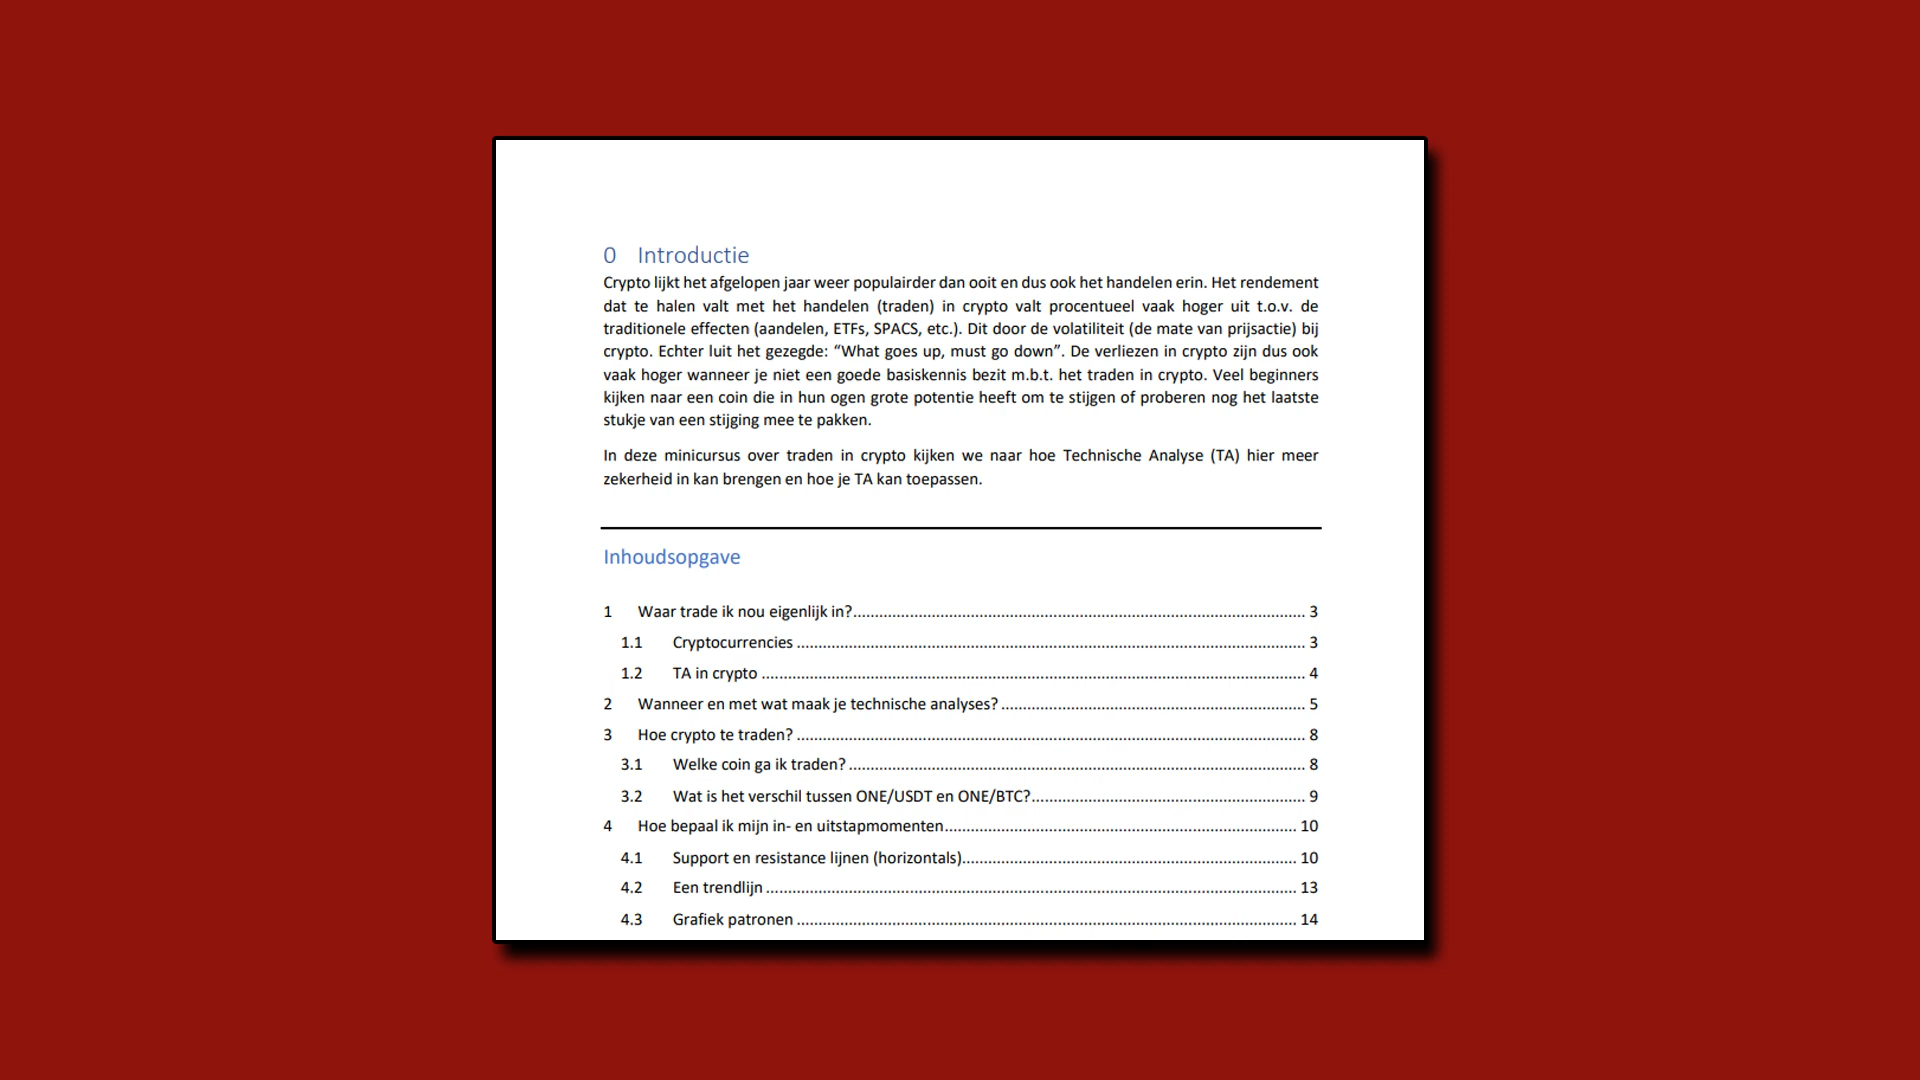 0 Introductie
Crypto lijkt het afgelopen jaar weer populairder dan ooit en dus ook het handelen erin. Het rendement
dat te halen valt met het handelen (traden) in crypto valt procentueel vaak hoger uit t.o.v. de
traditionele effecten (aandelen, ETFs, SPACS, etc.). Dit door de volatiliteit (de mate van prijsactie) bij
crypto. Echter luit het gezegde: “What goes up, must go down”. De verliezen in crypto zijn dus ook
vaak hoger wanneer je niet een goede basiskennis bezit m.b.t. het traden in crypto. Veel beginners
kijken naar een coin die in hun ogen grote potentie heeft om te stijgen of proberen nog het laatste
stukje van een stijging mee te pakken.
In deze minicursus over traden in crypto kijken we naar hoe Technische Analyse (TA) hier meer
zekerheid in kan brengen en hoe je TA kan toepassen.
Inhoudsopgave
1 Waar trade ik nou eigenlijk in? 3
1.1 Cryptocurrencies 3
1.2 TA in crypto 4
2 Wanneer en met wat maak je technische analyses? 5
3 Hoe crypto te traden? 8
3.1 Welke coin ga ik traden? 8
3.2 Wat is het verschil tussen ONE/USDT en ONE/BTC? 9
4 Hoe bepaal ik mijn in- en uitstapmomenten 10
4.1 Support en resistance lijnen (horizontals) 10
4.2 Een trendlijn 13
4.3 Grafiek patronen 14